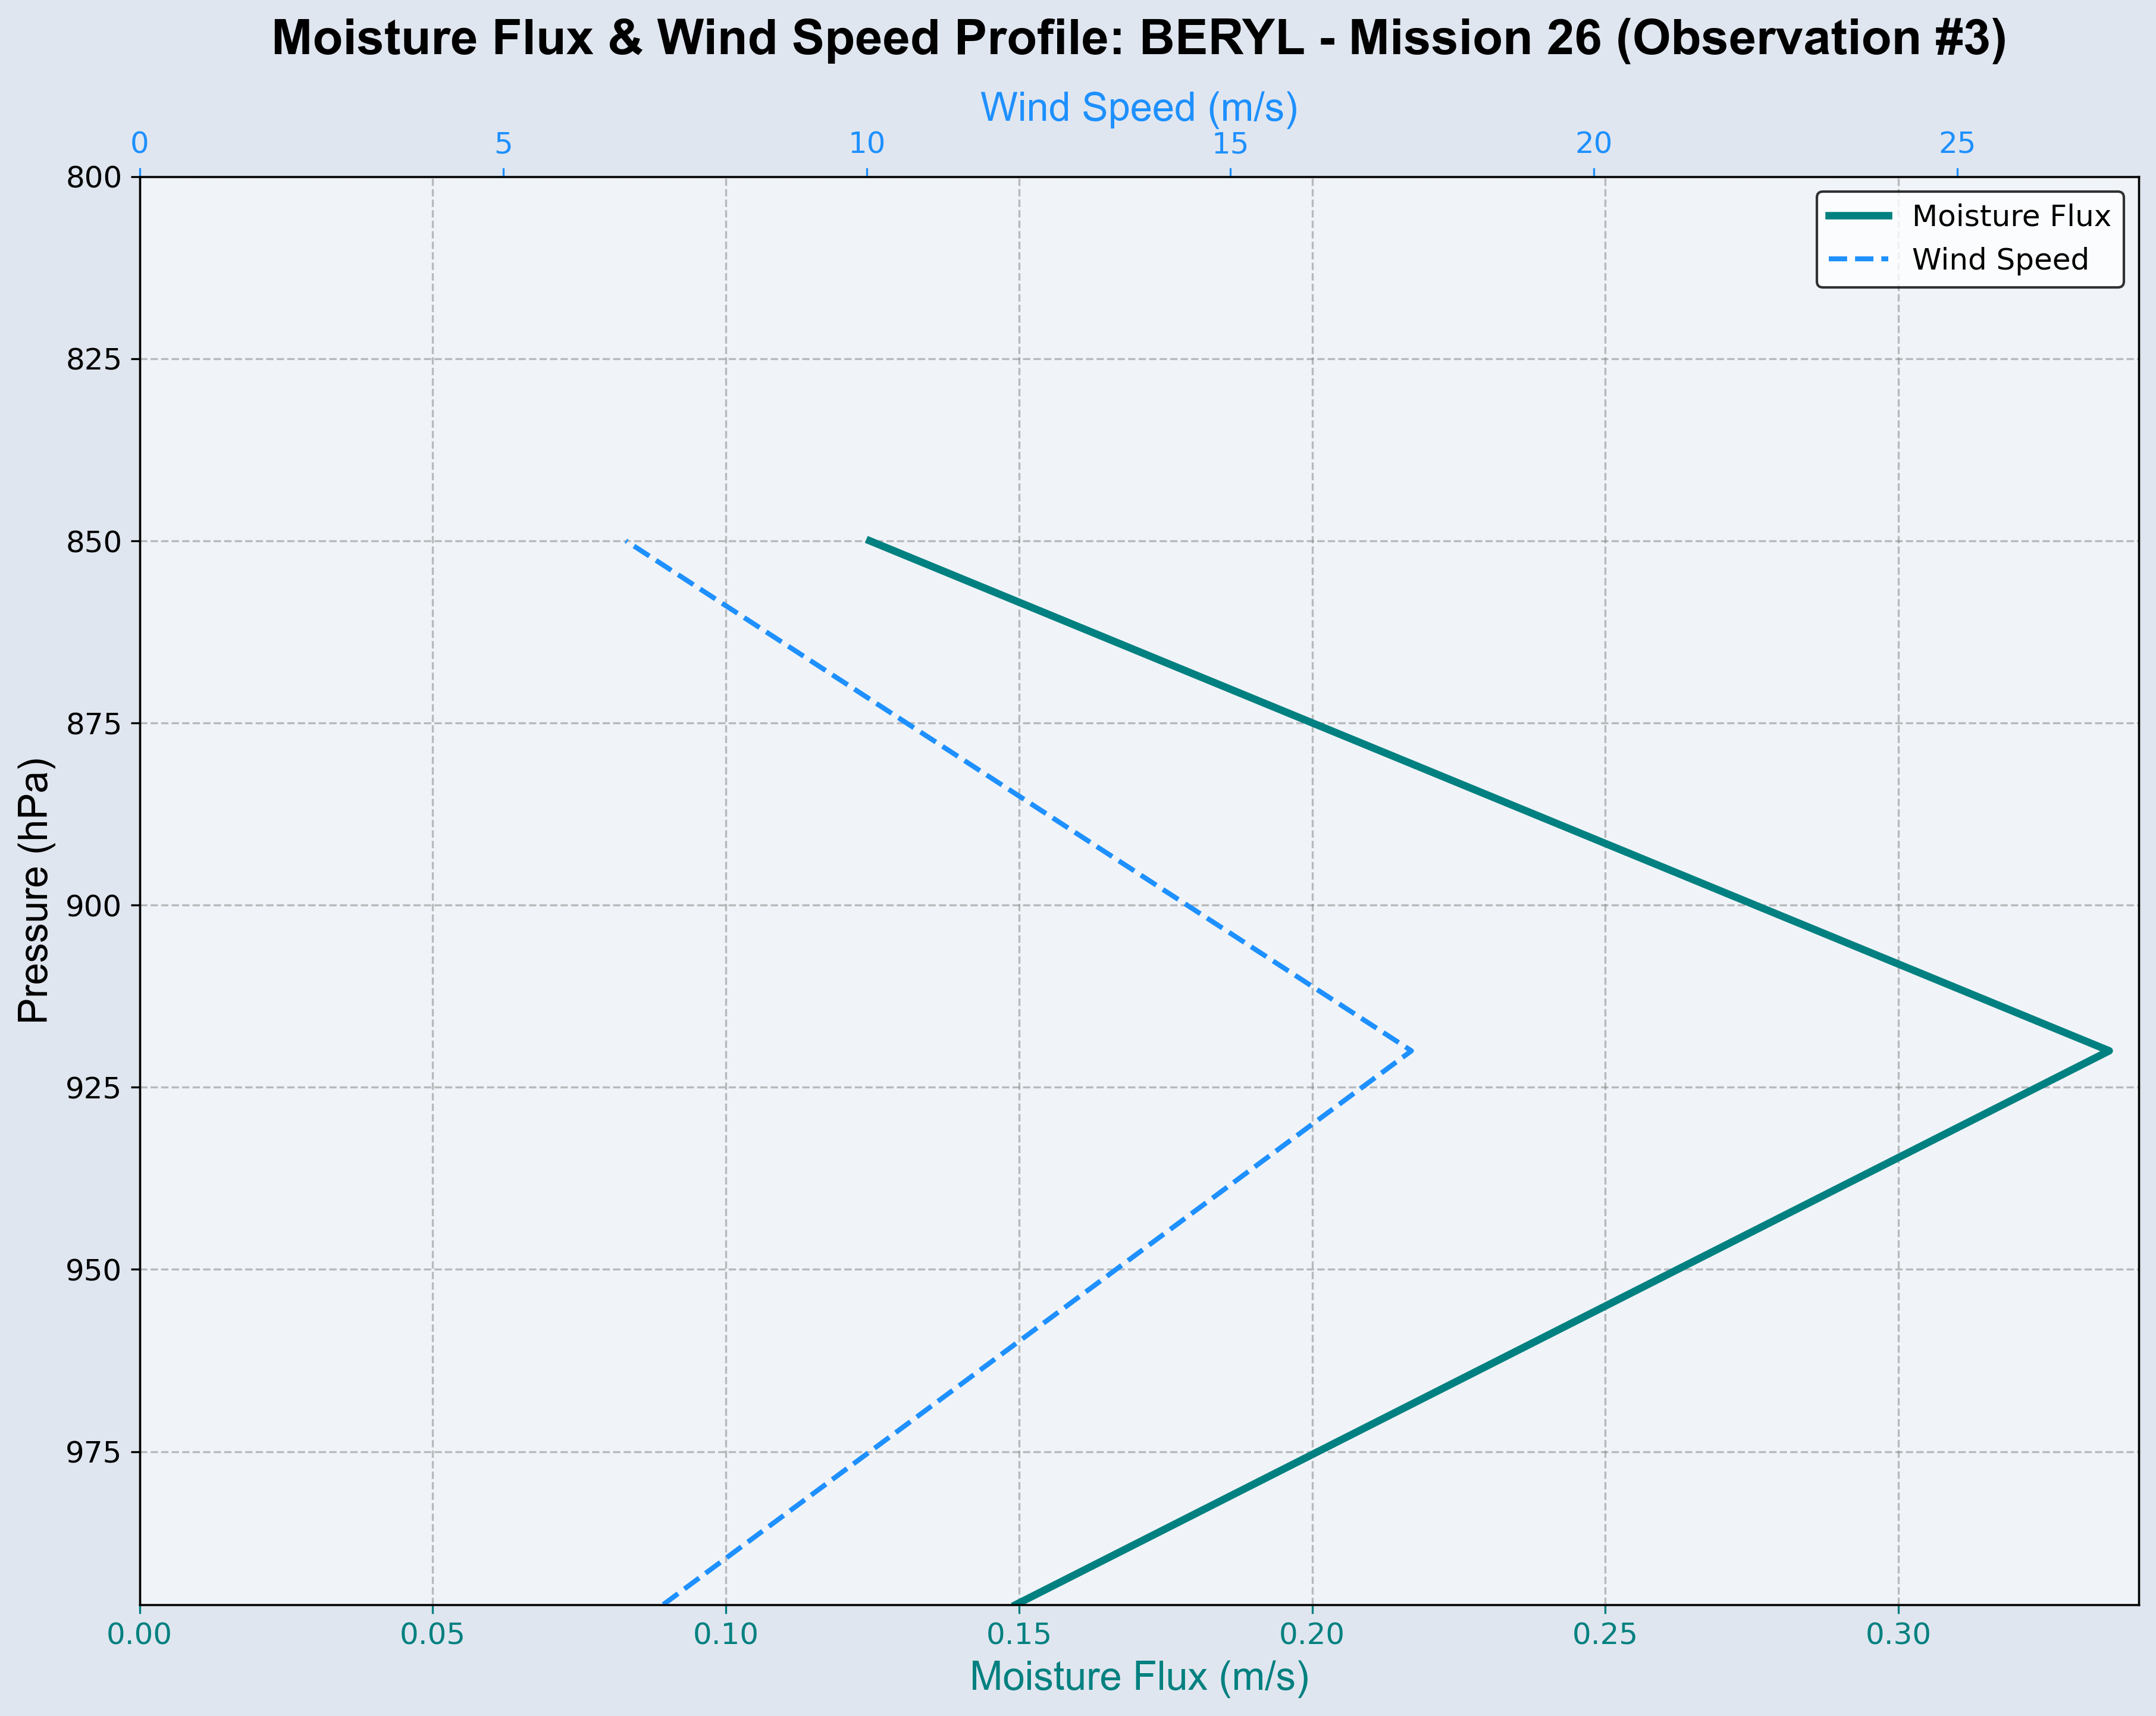 Moisture Flux & Wind Speed Profile: BERYL - Mission 26 (Observation #3)
Wind Speed (m/s)
0 5 10 15 20 25
Moisture Flux
Wind Speed
Pressure (hPa)
800
825
850
875
900
925
950
975
0.00 0.05 0.10 0.15 0.20 0.25 0.30
Moisture Flux (m/s)